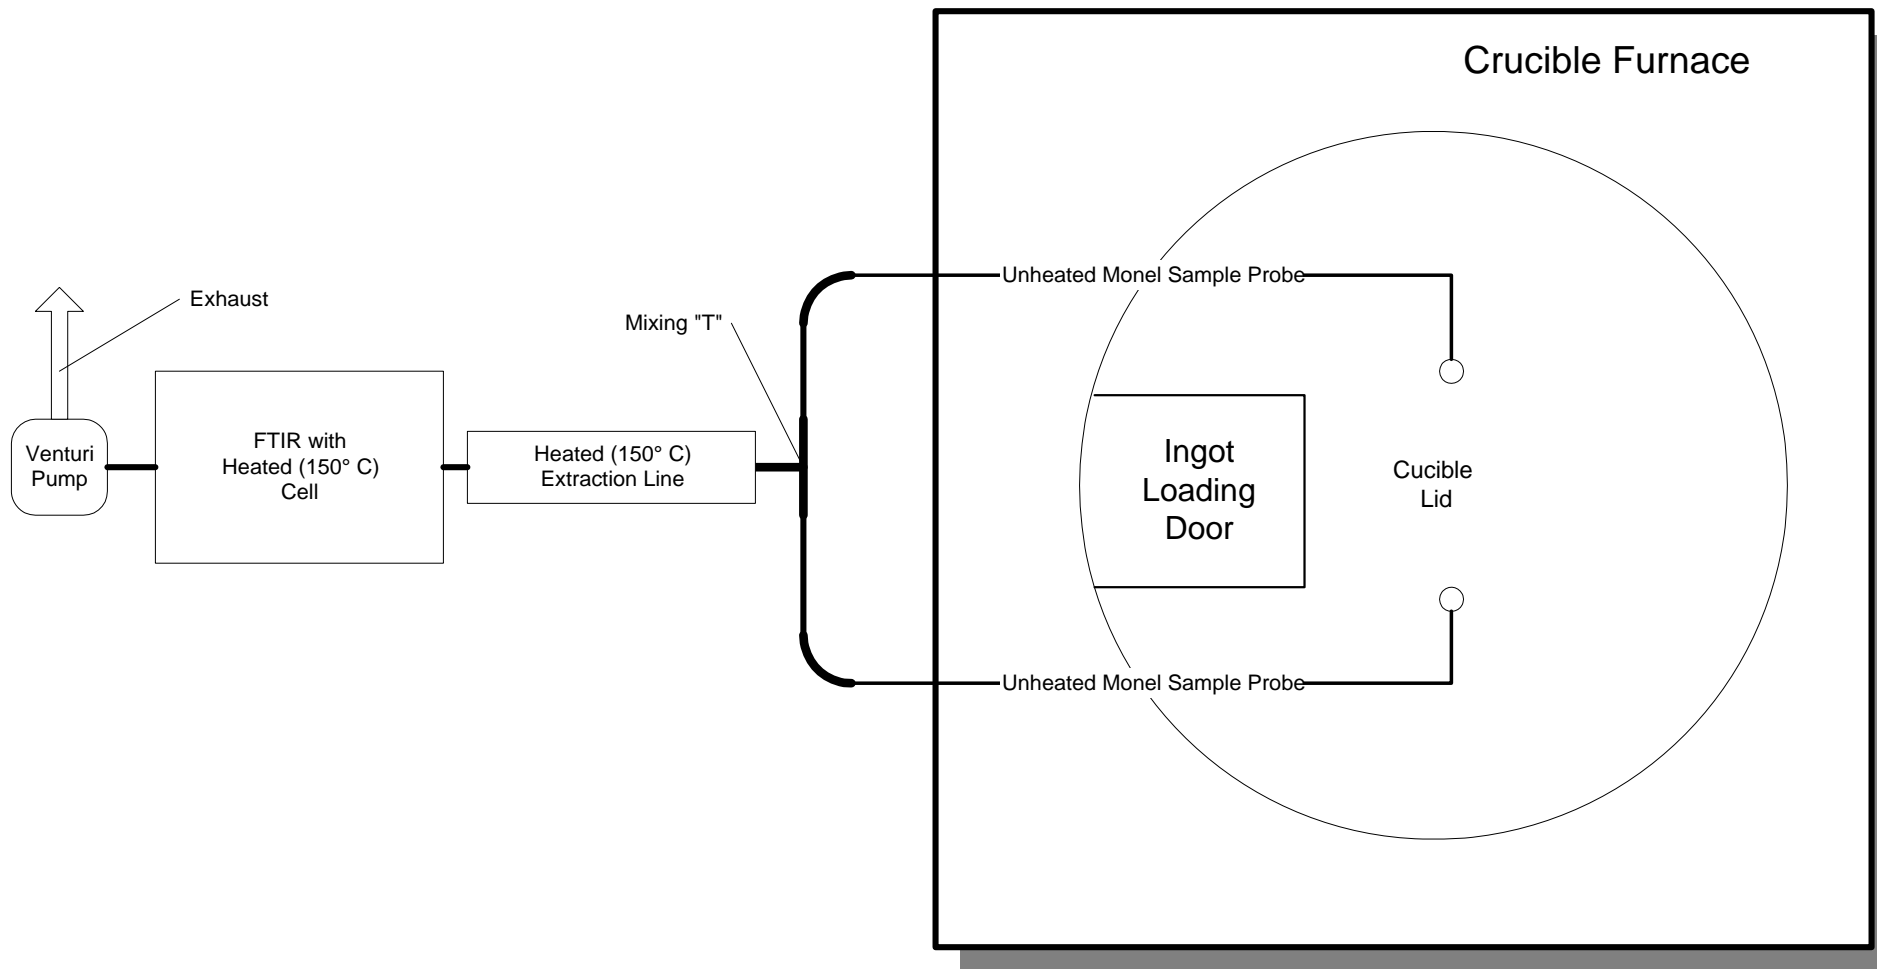 Crucible Furnace
Unheated Monel Sample Probe
Exhaust
Mixing "T"
Venturi
Pump
FTIR with
Heated (150° C)
Cell
Heated (150° C)
Extraction Line
Ingot
Loading
Door
Cucible
Lid
Unheated Monel Sample Probe